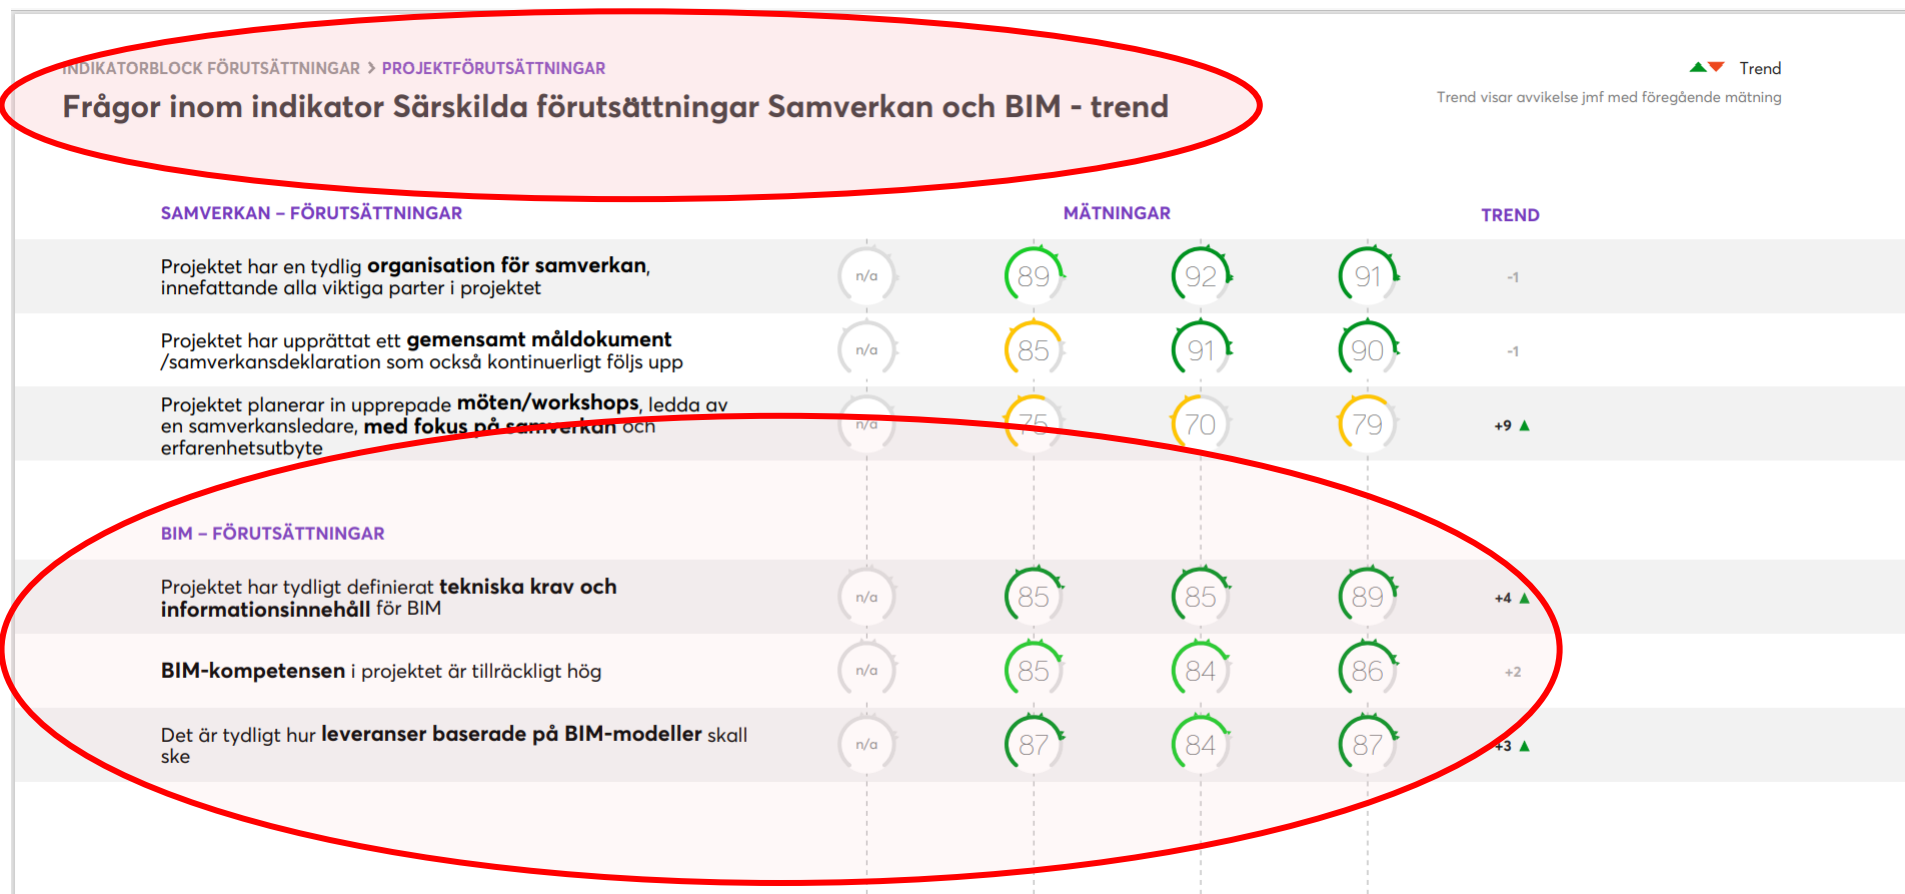 INDIKATORBLOCK FÖRUTSÄTTNINGAR > PROJEKTFÖRUTSÄTTNINGAR
Frågor inom indikator Särskilda förutsättningar Samverkan och BIM - trend
Trend
Trend visar avvikelse jmf med föregående mätning
SAMVERKAN – FÖRUTSÄTTNINGAR MÄTNINGAR TREND
Projektet har en tydlig organisation för samverkan,
innefattande alla viktiga parter i projektet
n/a 89 92 91 -1
Projektet har upprättat ett gemensamt måldokument
/samverkansdeklaration som också kontinuerligt följs upp
n/a 85 91 90 -1
Projektet planerar in upprepade möten/workshops, ledda av
en samverkansledare, med fokus på samverkan och
erfarenhetsutbyte
n/a 75 70 79 +9
BIM – FÖRUTSÄTTNINGAR
Projektet har tydligt definierat tekniska krav och
informationsinnehåll för BIM
n/a 85 85 89 +4
BIM-kompetensen i projektet är tillräckligt hög
n/a 85 84 86 +2
Det är tydligt hur leveranser baserade på BIM-modeller skall
ske
n/a 87 84 87 +3